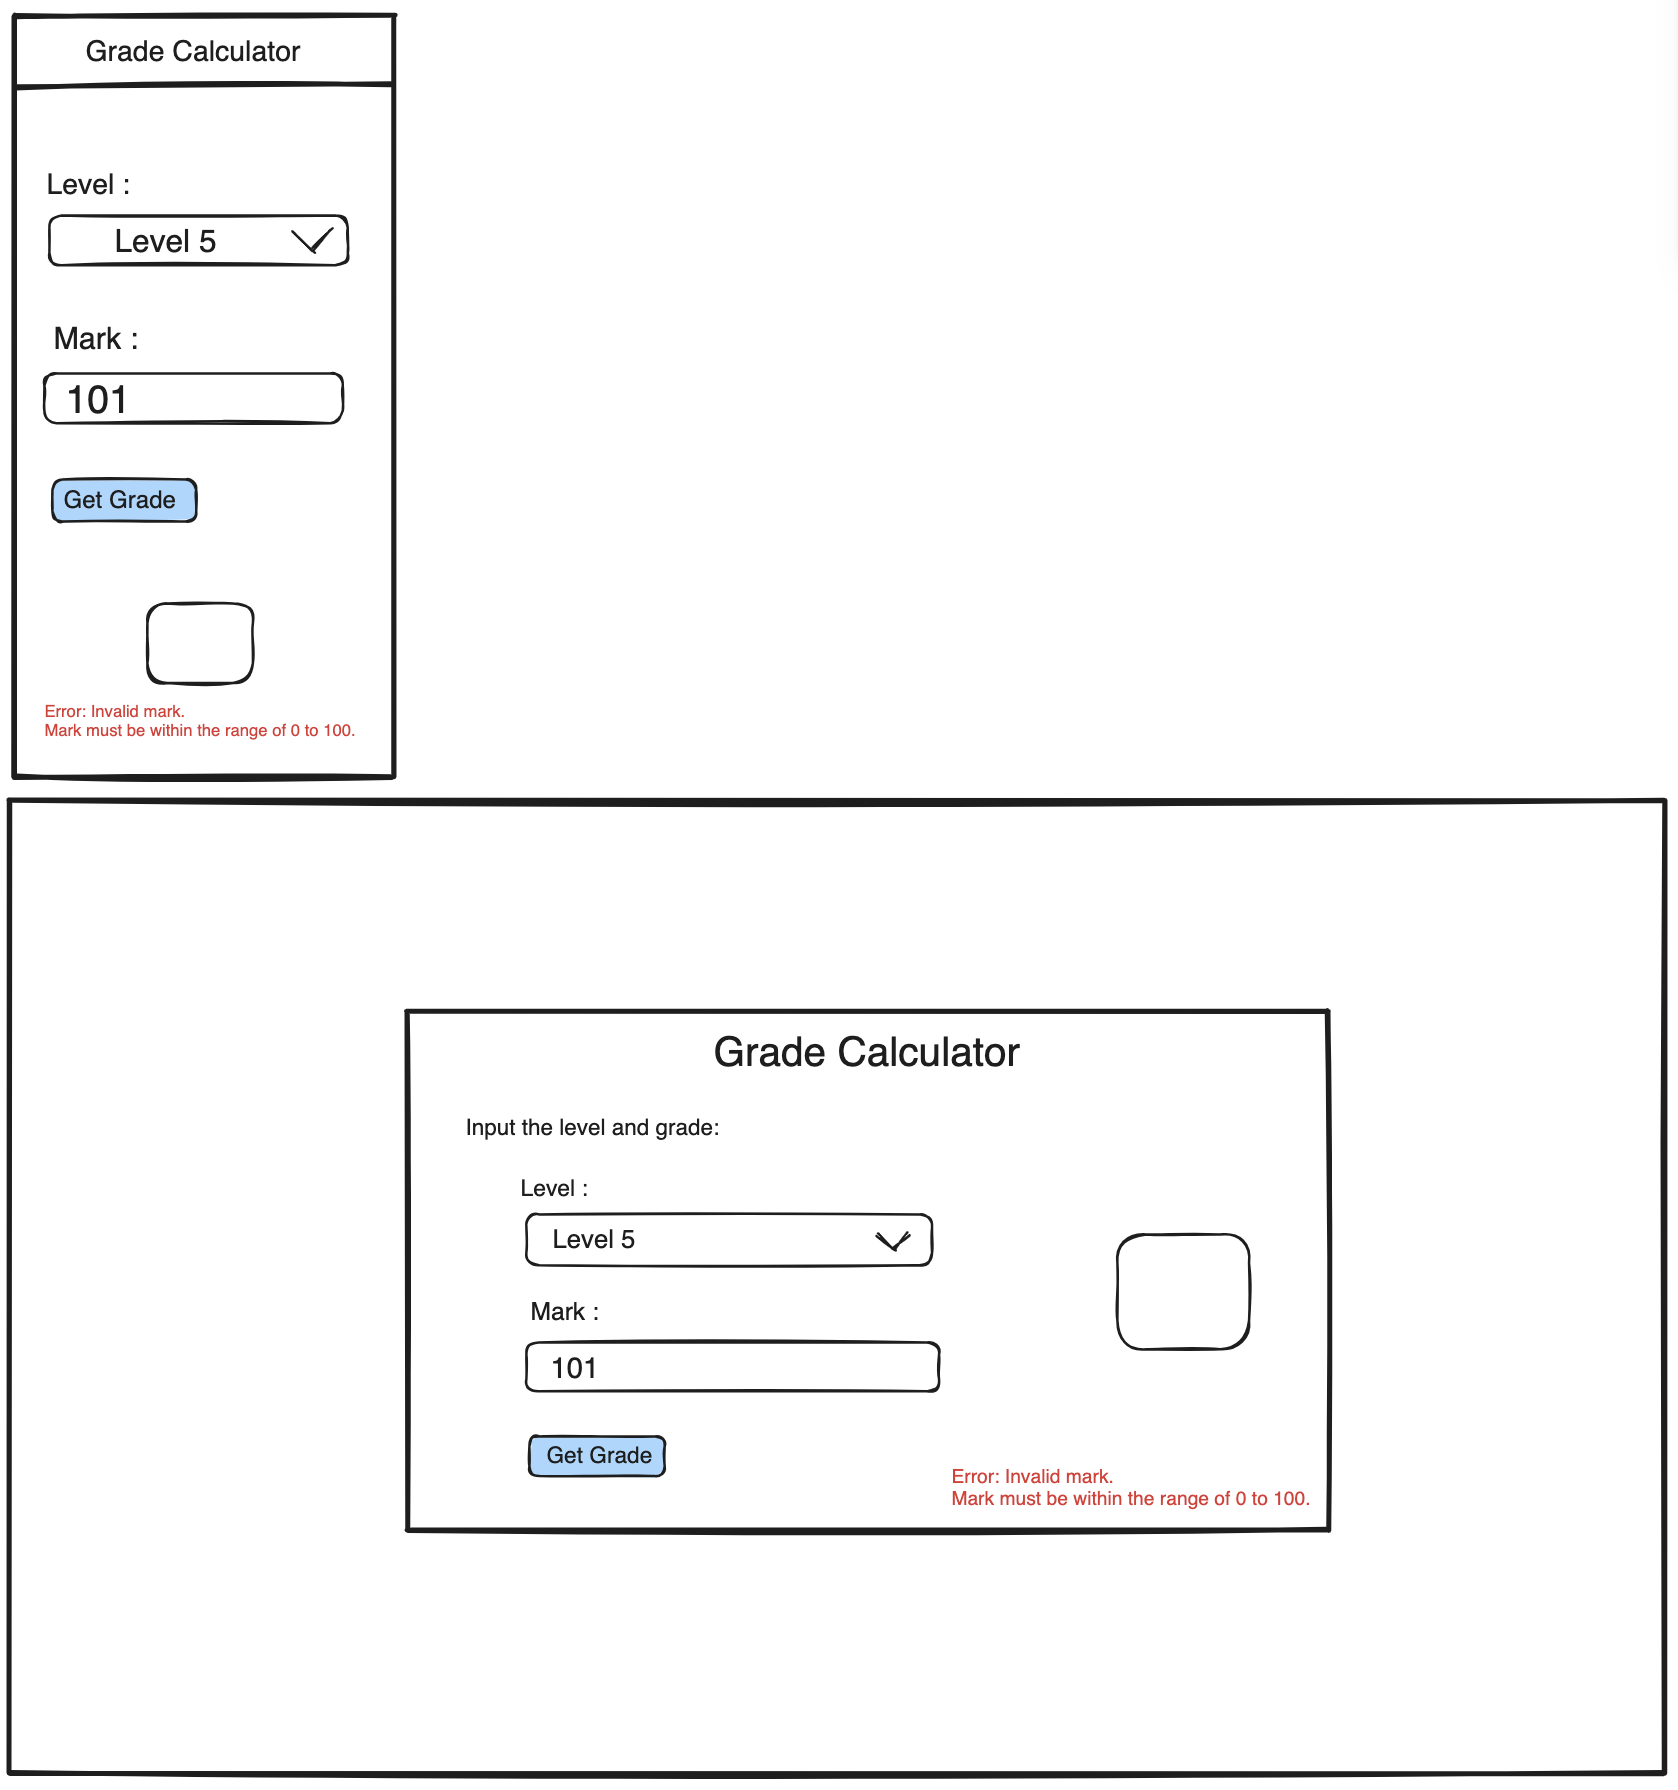 Grade Calculator
Level :
Level 5
Mark :
101
Get Grade
Error: Invalid mark.
Mark must be within the range of 0 to 100.
Grade Calculator
Input the level and grade:
Level :
Level 5
Mark :
101
Get Grade
Error: Invalid mark.
Mark must be within the range of 0 to 100.